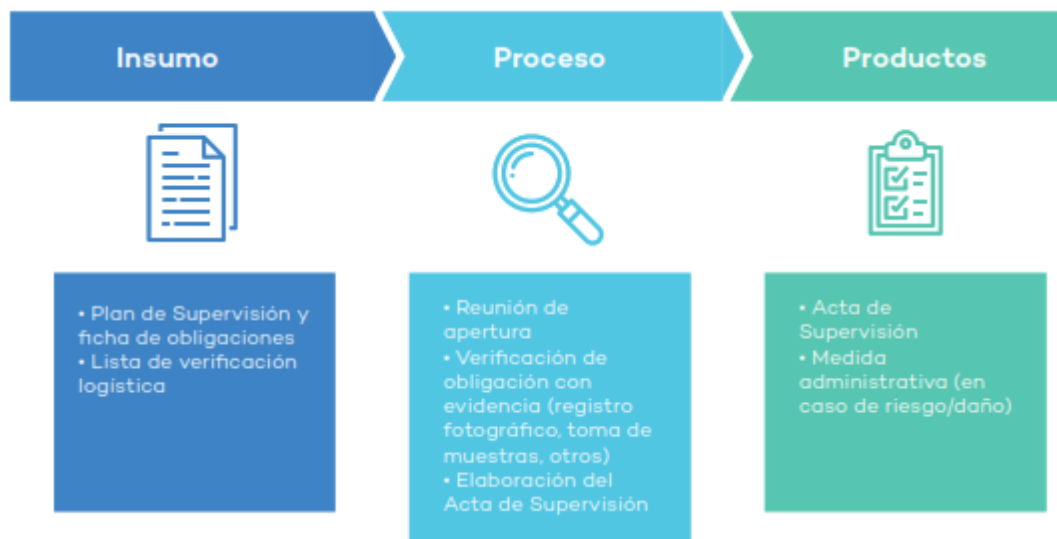 Insumo
Proceso
Productos
• Plan de Supervisión y
ficha de obligaciones
• Lista de verificación
logística
• Reunión de
apertura
• Verificación de
obligación con
evidencia (registro
fotográfico, toma de
muestras, otros)
• Elaboración del
Acta de Supervisión
• Acta de
Supervisión
• Medida
administrativa (en
caso de riesgo/daño)